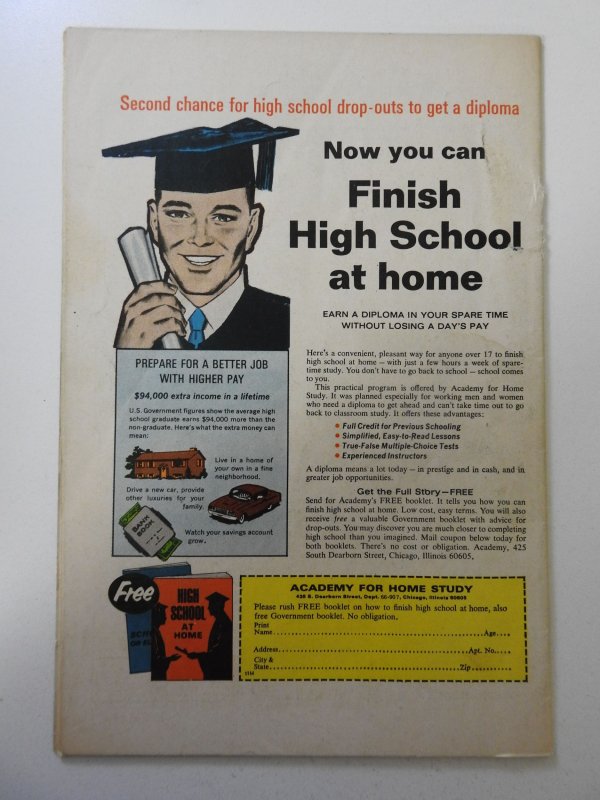 Second chance for high school drop-outs to get a diploma
Now you can
Finish
High School
at home
EARN A DIPLOMA IN YOUR SPARE TIME
WITHOUT LOSING A DAY'S PAY
PREPARE FOR A BETTER JOB
WITH HIGHER PAY
$94,000 extra income in a lifetime
U.S. Government figures show the average high
school graduate earns $94,000 more than the
non-graduate. Here's what the extra money can
mean:
Live in a home of
your own in a fine
neighborhood.
Drive a new car, provide
other luxuries for your
family.
BANK
BOOK
Watch your savings account
grow.
Here's a convenient, pleasant way for anyone over 17 to finish
high school at home — with just a few hours a week of spare-
time study. You don't have to go back to school — school comes
to you.
This practical program is offered by Academy for Home
Study. It was planned especially for working men and women
who need a diploma to get ahead and can't take time out to go
back to classroom study. It offers these advantages:
• Full Credit for Previous Schooling
• Simplified, Easy-to-Read Lessons
• True-False Multiple-Choice Tests
• Experienced Instructors
A diploma means a lot today — in prestige and in cash, and in
greater job opportunities.
Get the Full Story—FREE
Send for Academy's FREE booklet. It tells you how you can
finish high school at home. Low cost, easy terms. You will also
receive free a valuable Government booklet with advice for
drop-outs. You may discover you are much closer to completing
high school than you imagined. Mail coupon below today for
both booklets. There's no cost or obligation. Academy, 425
South Dearborn Street, Chicago, Illinois 60605.
Free
HIGH
SCHOOL
AT
HOME
ACADEMY FOR HOME STUDY
S. Dearborn Street, Dept. Chicago, Illinois 60605
Please rush FREE booklet on how to finish high school at home, also
free Government booklet. No obligation.
Print
Name Age
Address Apt. No.
City &
State Zip